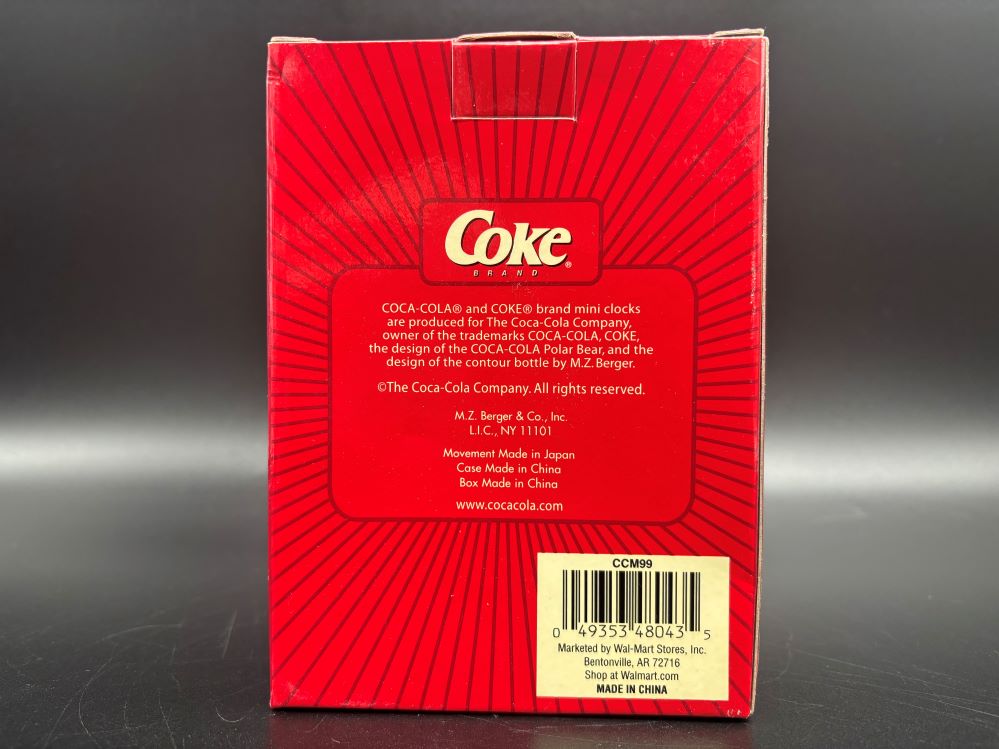 Coke®
BRAND
COCA-COLA® and COKE® brand mini clocks
are produced for The Coca-Cola Company,
owner of the trademarks COCA-COLA, COKE,
the design of the COCA-COLA Polar Bear, and the
design of the contour bottle by M.Z. Berger.
©The Coca-Cola Company. All rights reserved.
M.Z. Berger & Co., Inc.
L.I.C., NY 11101
Movement Made in Japan
Case Made in China
Box Made in China
www.cocacola.com
CCM99
0 49353 48043 5
Marketed by Wal-Mart Stores, Inc.
Bentonville, AR 72716
Shop at Walmart.com
MADE IN CHINA